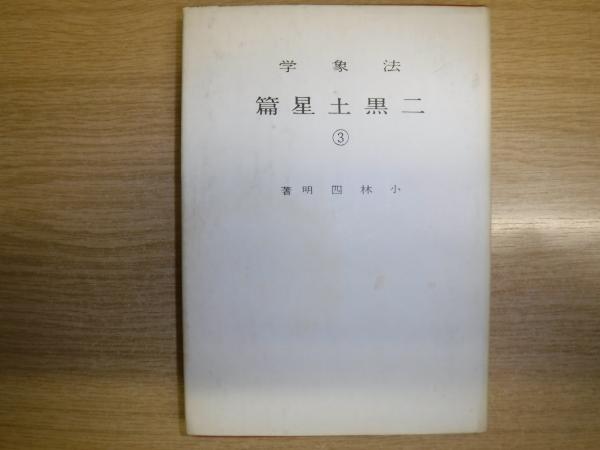 法象学
二黒土星篇
③
小林四明著